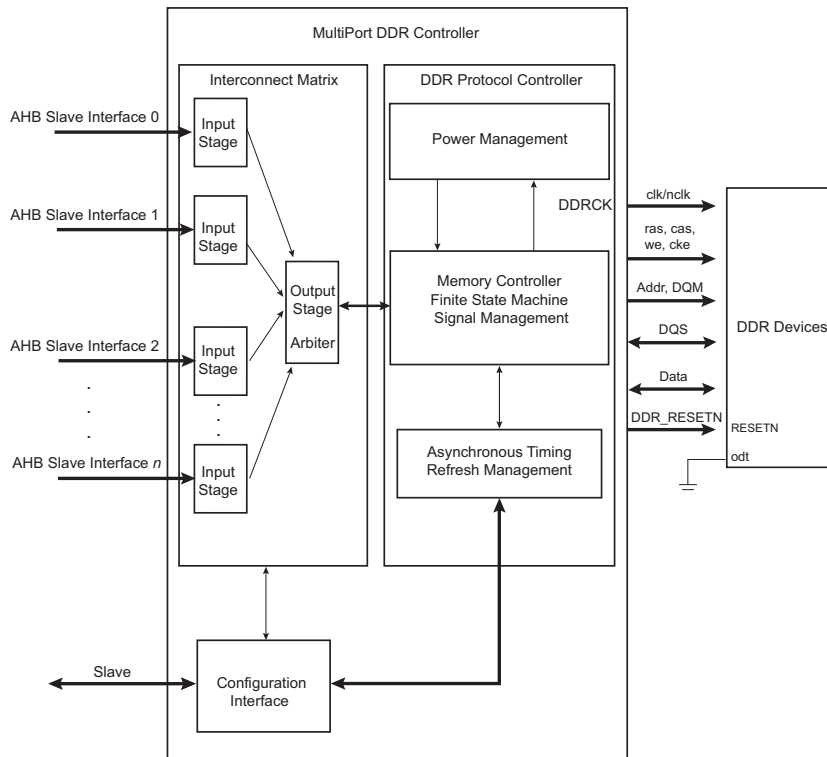 MultiPort DDR Controller
Interconnect Matrix
AHB Slave Interface 0
Input
Stage
AHB Slave Interface 1
Input
Stage
Output
Stage
Arbiter
AHB Slave Interface 2
Input
Stage
AHB Slave Interface n
Input
Stage
DDR Protocol Controller
Power Management
DDRCK
Memory Controller
Finite State Machine
Signal Management
Asynchronous Timing
Refresh Management
clk/nclk
ras, cas,
we, cke
Addr, DQM
DQS
Data
DDR_RESETN
DDR Devices
RESETN
odt
Slave
Configuration
Interface